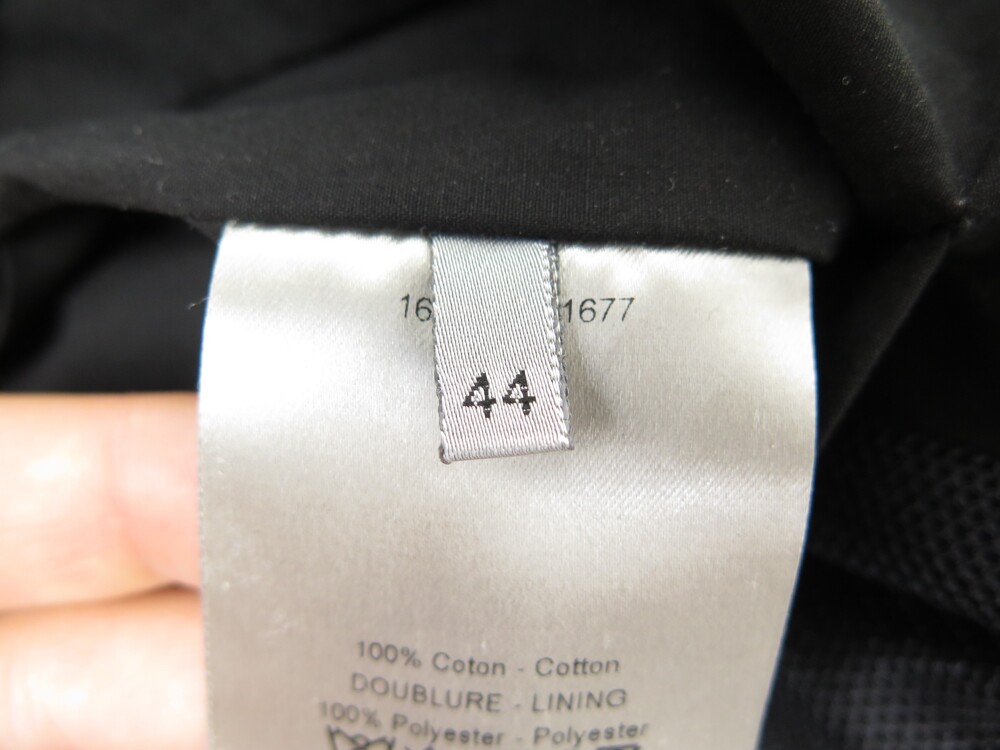 16 1677
44
100% Coton - Cotton
DOUBLURE - LINING
100% Polyester - Polyester